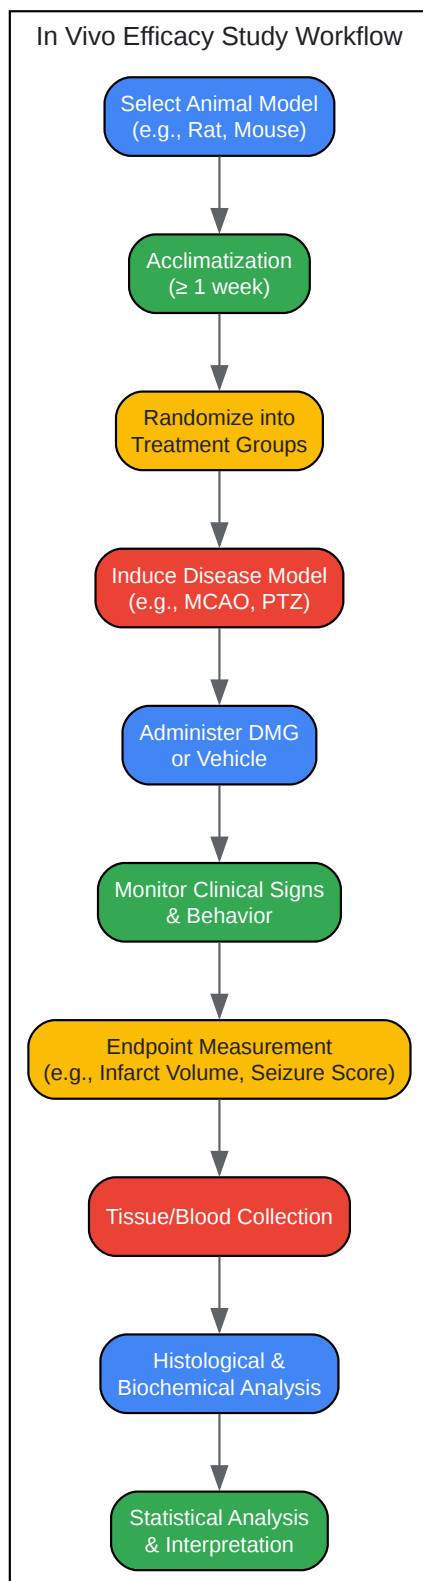 In Vivo Efficacy Study Workflow
Select Animal Model
(e.g., Rat, Mouse)
Acclimatization
(≥ 1 week)
Randomize into
Treatment Groups
Induce Disease Model
(e.g., MCAO, PTZ)
Administer DMG
or Vehicle
Monitor Clinical Signs
& Behavior
Endpoint Measurement
(e.g., Infarct Volume, Seizure Score)
Tissue/Blood Collection
Histological &
Biochemical Analysis
Statistical Analysis
& Interpretation